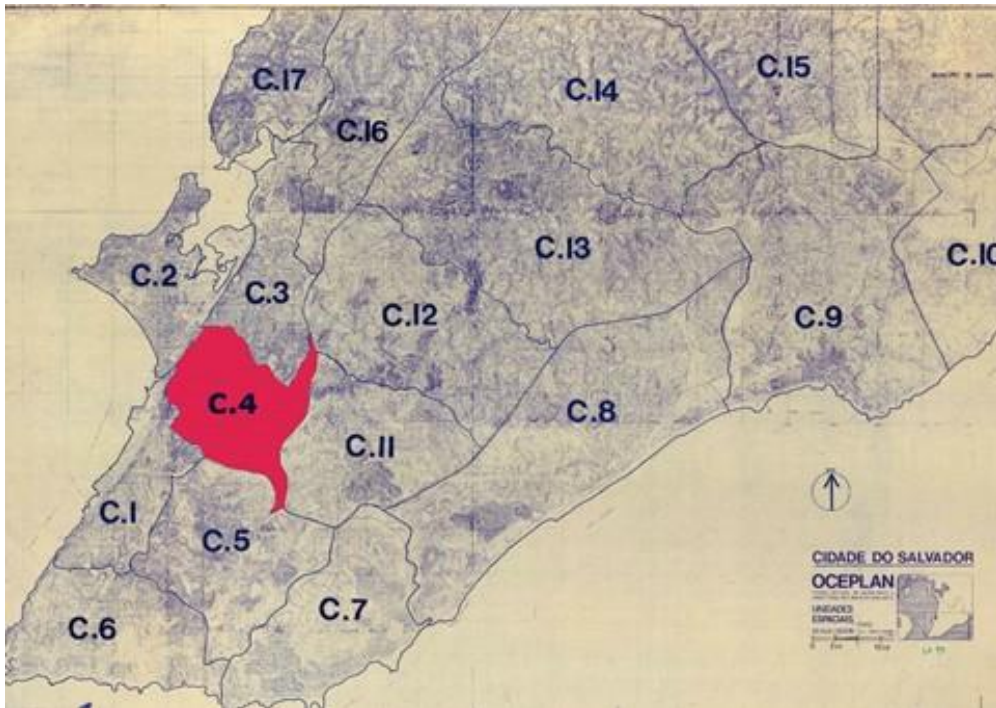 C.17
C.16
C.14
C.15
C.2
C.3
C.13
C.10
C.12
C.9
C.4
C.8
C.11
C.1
C.5
C.7
C.6
CIDADE DO SALVADOR
OCEPLAN
UNIDADES
ESPACIAIS